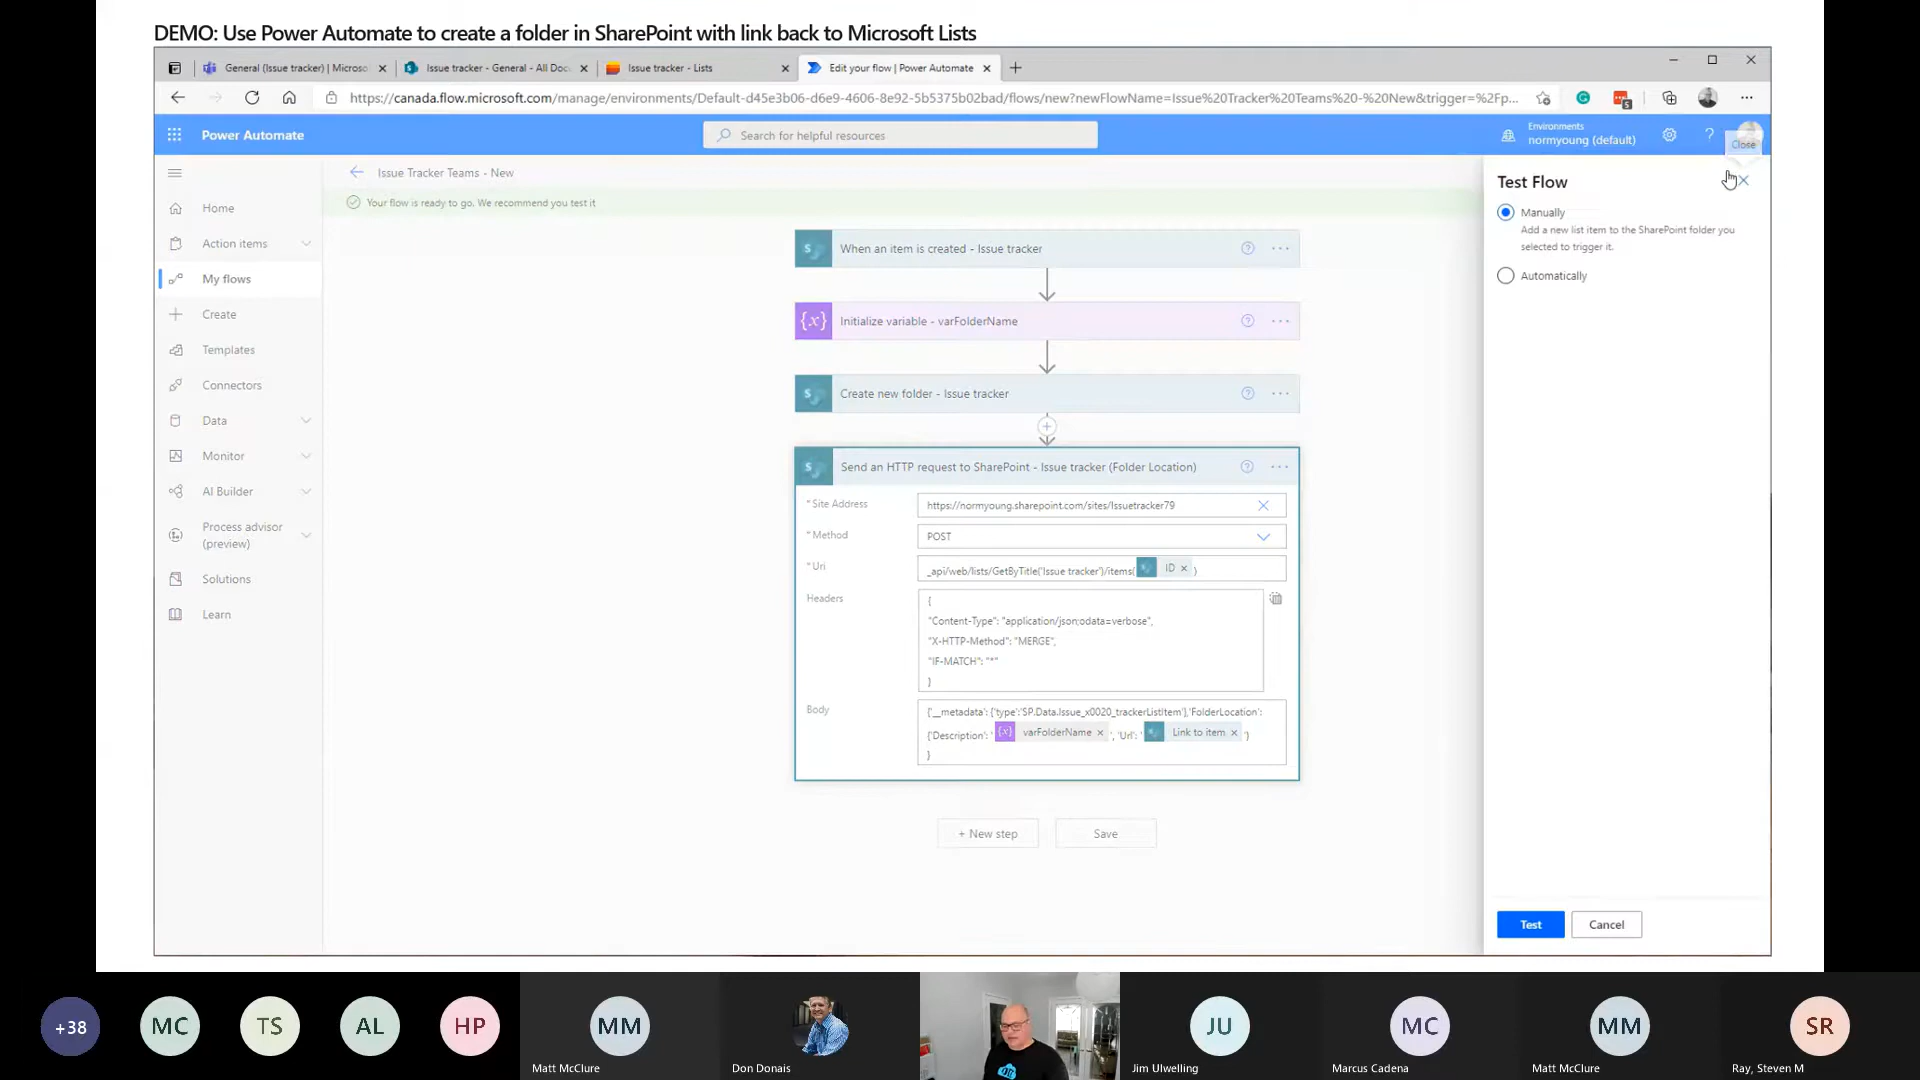 DEMO: Use Power Automate to create a folder in SharePoint with link back to Microsoft Lists
General (Issue tracker) | Microso
Issue tracker - General - All Doc
Issue tracker - Lists
Edit your flow | Power Automate
https://canada.flow.microsoft.com/manage/environments/Default-d45e3b06-d6e9-4606-8e92-5b5375b02bad/flows/new?newFlowName=Issue%20Tracker%20Teams%20-%20New&trigger=%2Fp...
Power Automate
Search for helpful resources
Environments
normyoung (default)
Close
Issue Tracker Teams - New
Your flow is ready to go. We recommend you test it
Home
Action items
My flows
Create
Templates
Connectors
Data
Monitor
AI Builder
Process advisor
(preview)
Solutions
Learn
When an item is created - Issue tracker
{x} Initialize variable - varFolderName
Create new folder - Issue tracker
Send an HTTP request to SharePoint - Issue tracker (Folder Location)
* Site Address
https://normyoung.sharepoint.com/sites/Issuetracker79
* Method
POST
* Uri
_api/web/lists/GetByTitle('Issue tracker')/items( ID )
Headers
{
"Content-Type": "application/json;odata=verbose",
"X-HTTP-Method": "MERGE",
"IF-MATCH": "*"
}
Body
{'__metadata': {'type':'SP.Data.Issue_x0020_trackerListItem'},'FolderLocation':
{'Description': ' {x} varFolderName ', 'Url': ' Link to item '}
}
+ New step
Save
Test Flow
Manually
Add a new list item to the SharePoint folder you
selected to trigger it.
Automatically
Test
Cancel
+38
MC
TS
AL
HP
MM
Matt McClure
Don Donais
JU
Jim Ulwelling
MC
Marcus Cadena
MM
Matt McClure
SR
Ray, Steven M